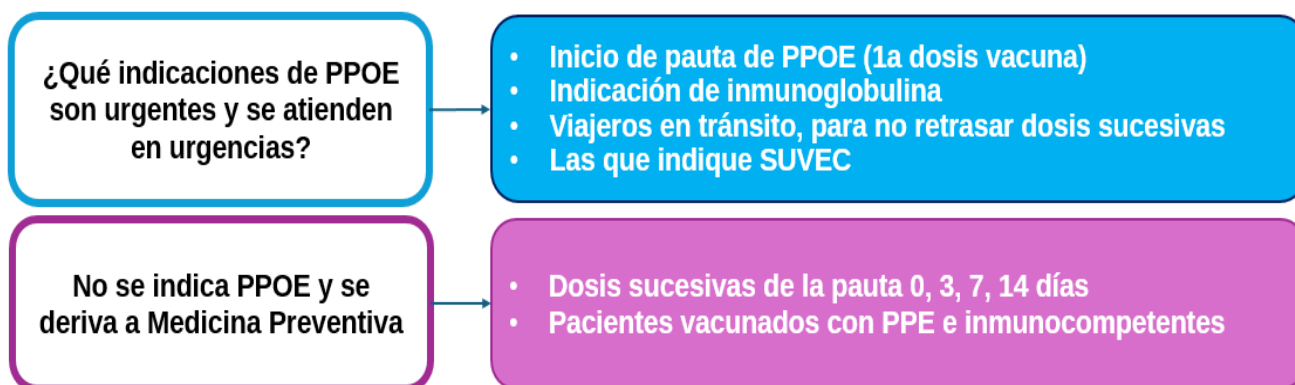 ¿Qué indicaciones de PPOE
son urgentes y se atienden
en urgencias?
• Inicio de pauta de PPOE (1a dosis vacuna)
• Indicación de inmunoglobulina
• Viajeros en tránsito, para no retrasar dosis sucesivas
• Las que indique SUVEC
No se indica PPOE y se
deriva a Medicina Preventiva
• Dosis sucesivas de la pauta 0, 3, 7, 14 días
• Pacientes vacunados con PPE e inmunocompetentes